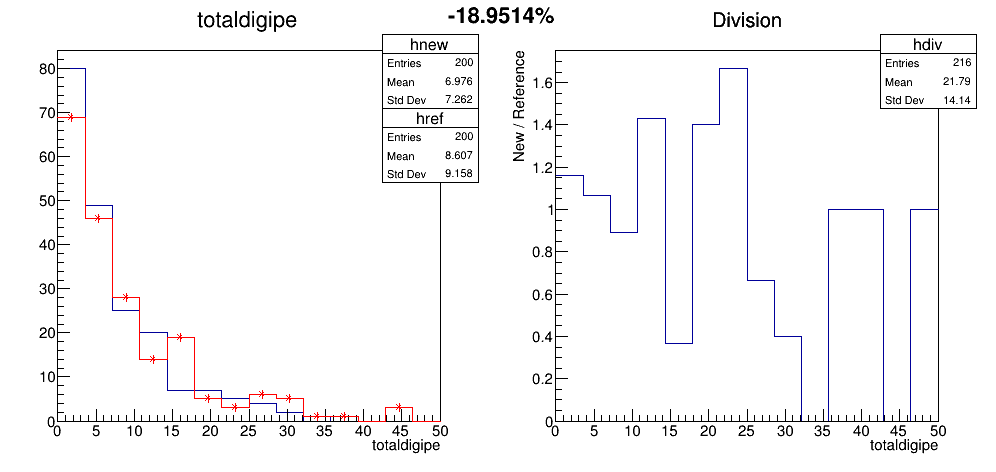 totaldigipe
-18.9514%
Division
hnew
Entries 200
Mean 6.976
Std Dev 7.262
href
Entries 200
Mean 8.607
Std Dev 9.158
80
70
60
50
40
30
20
10
0
0 5 10 15 20 25 30 35 40 45 50
totaldigipe
hdiv
Entries 216
Mean 21.79
Std Dev 14.14
New / Reference
1.6
1.4
1.2
1
0.8
0.6
0.4
0.2
0
0 5 10 15 20 25 30 35 40 45 50
totaldigipe